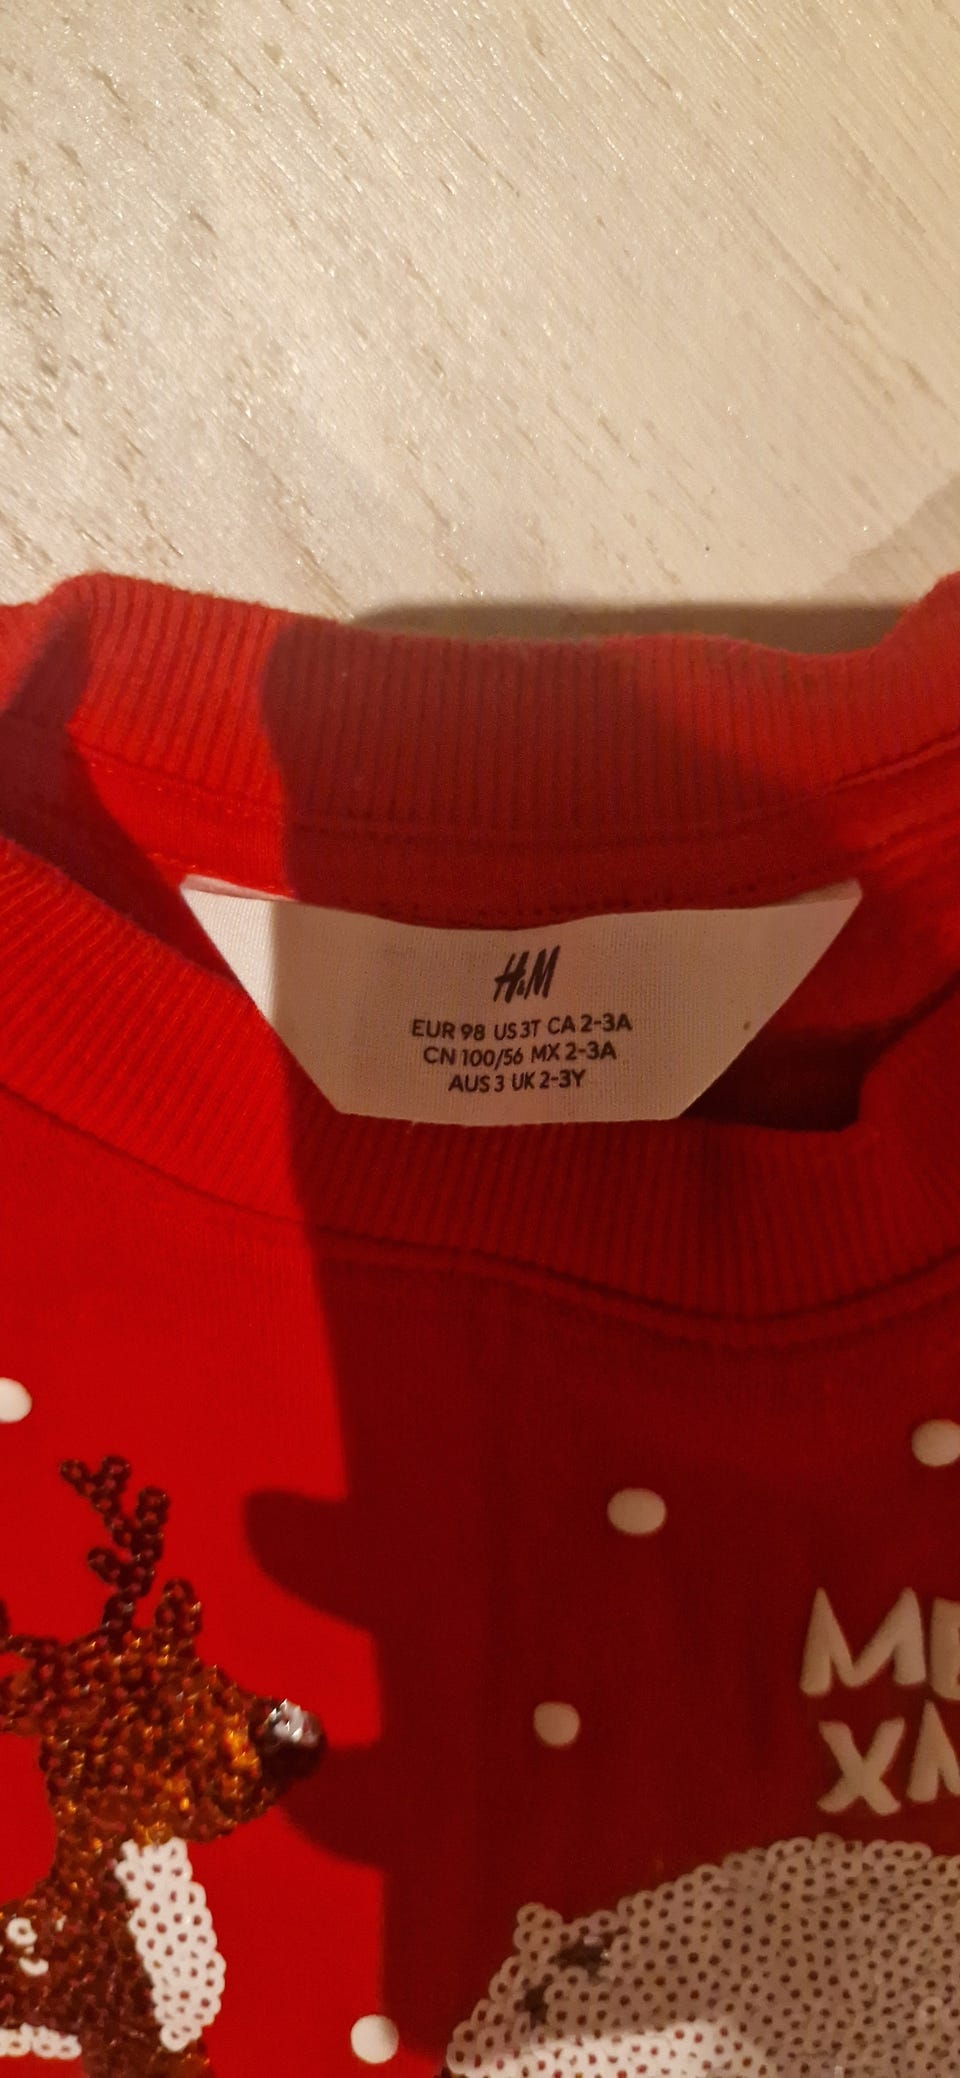 H&M
EUR 98 US 3T CA 2-3A
CN 100/56 MX 2-3A
AUS 3 UK 2-3Y